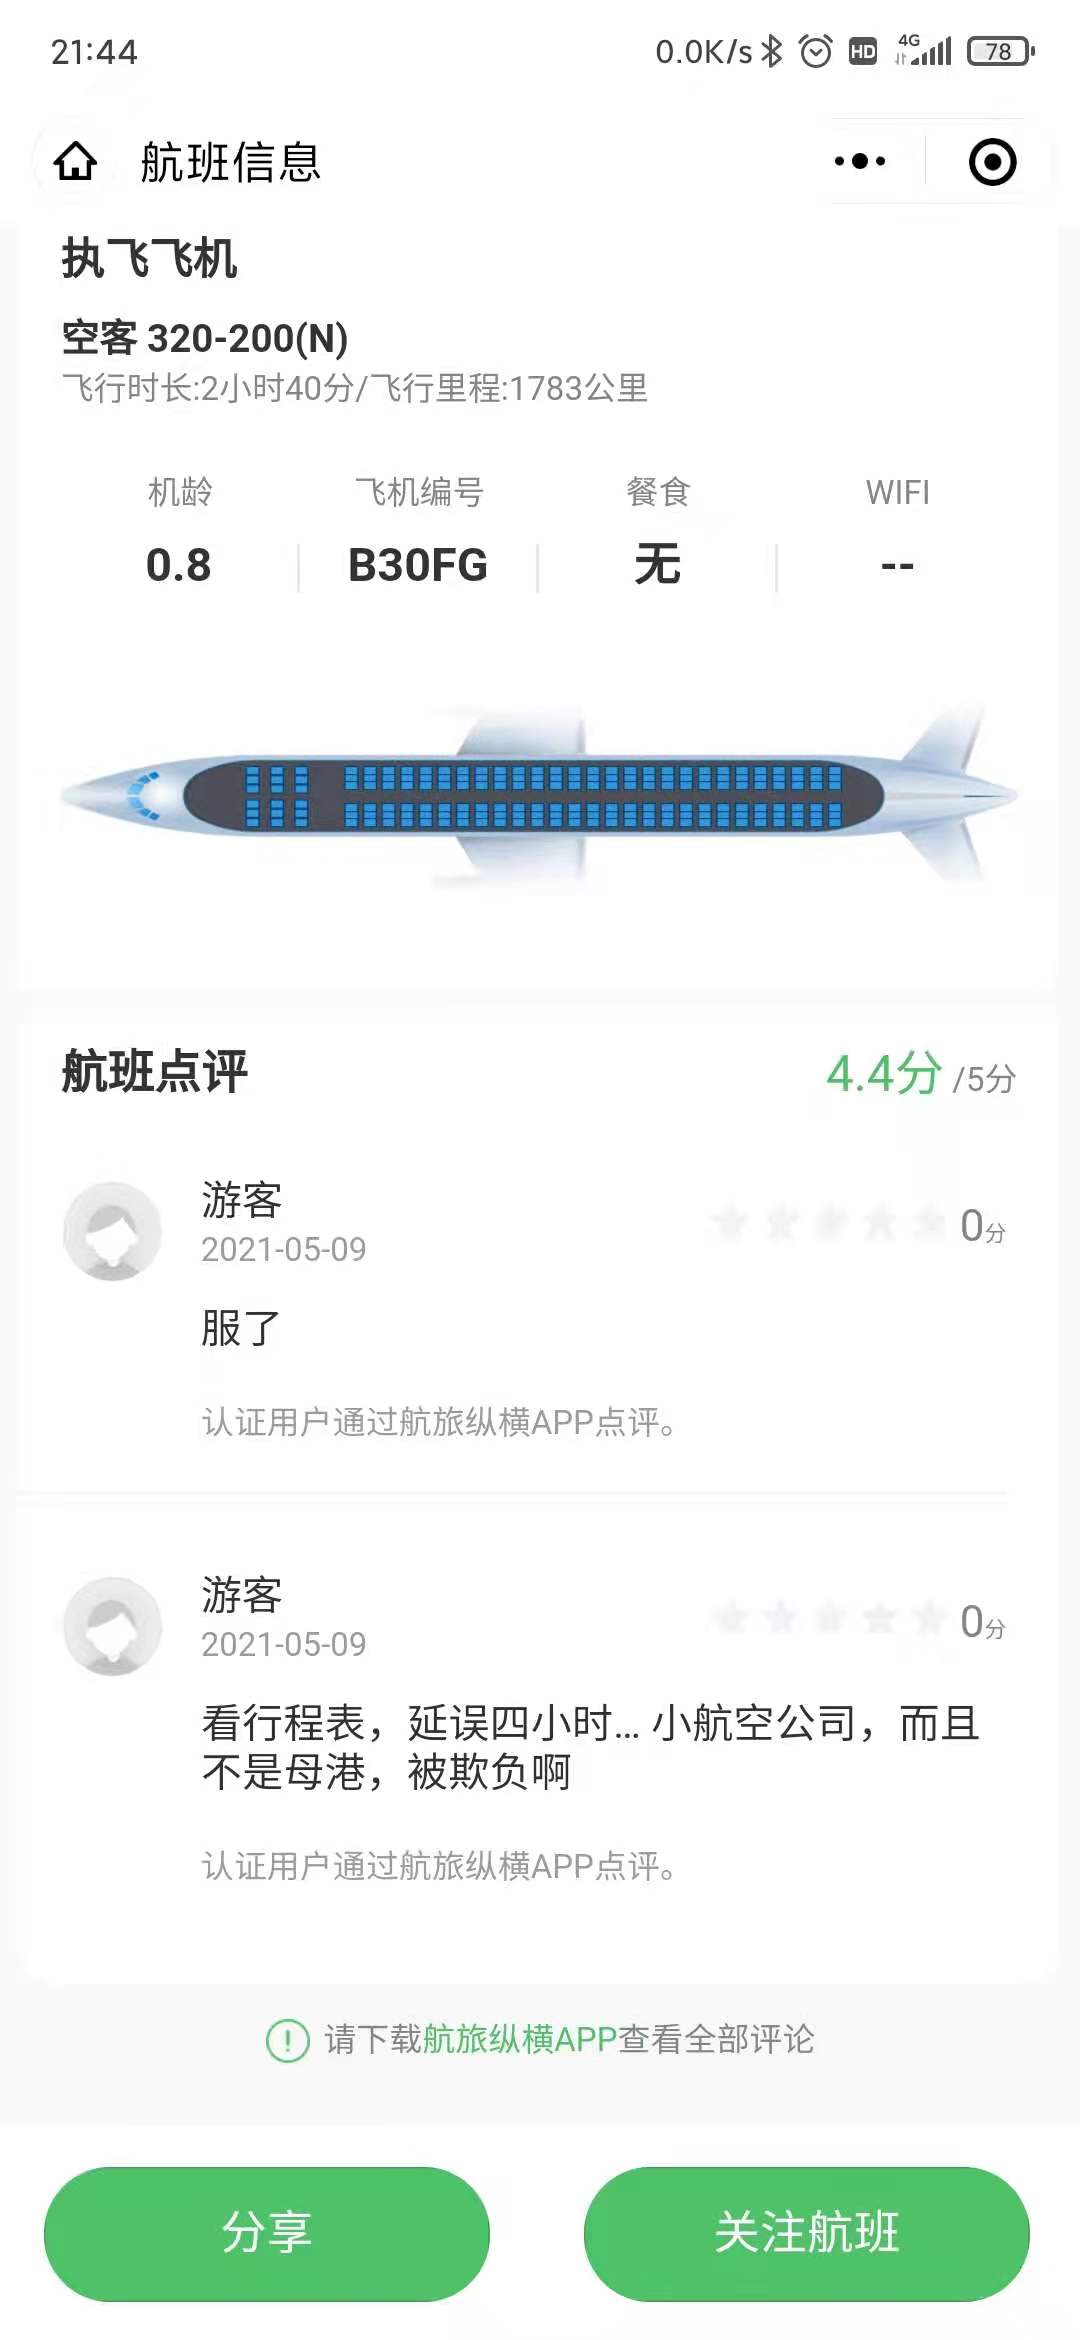 21:44
0.0K/s HD 4G 78
航班信息
执飞飞机
空客 320-200(N)
飞行时长:2小时40分/飞行里程:1783公里
机龄 飞机编号 餐食 WIFI
0.8 B30FG 无 --
航班点评 4.4分 /5分
游客
2021-05-09 0分
服了
认证用户通过航旅纵横APP点评。
游客
2021-05-09 0分
看行程表，延误四小时... 小航空公司，而且
不是母港，被欺负啊
认证用户通过航旅纵横APP点评。
请下载航旅纵横APP查看全部评论
分享 关注航班